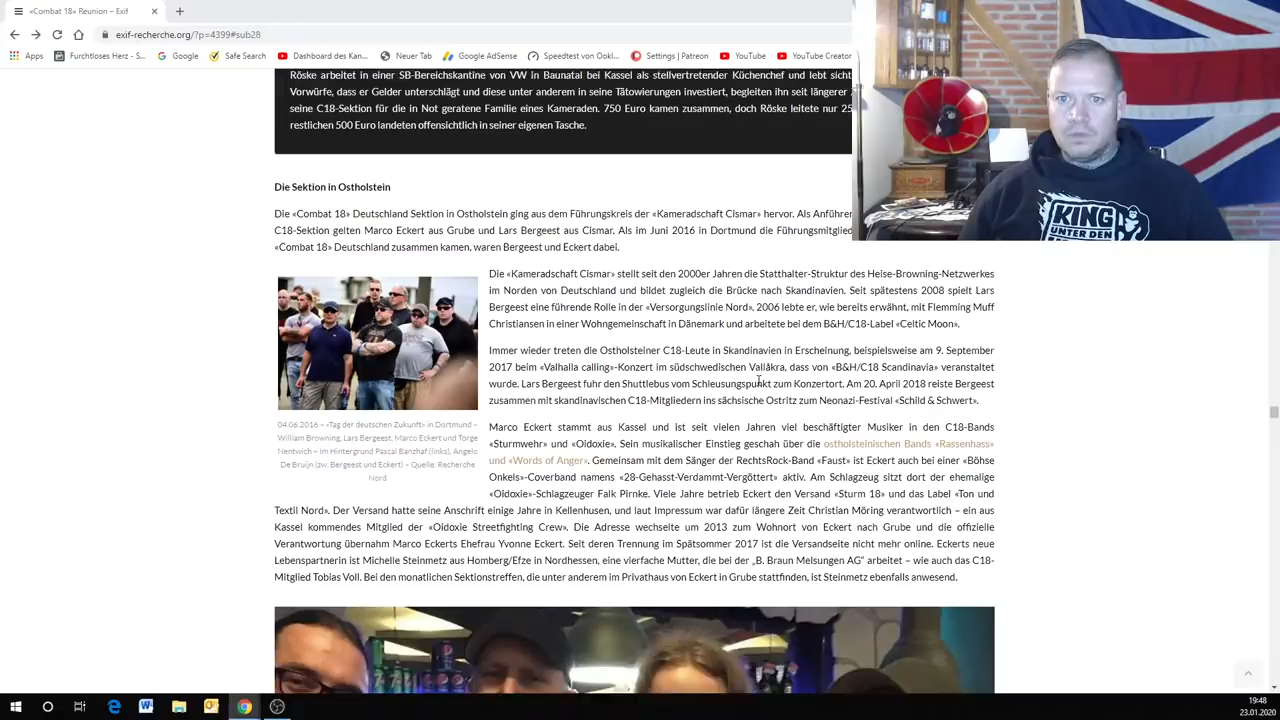 «Combat 18» Reunion – Exif
exif-recherche.org/?p=4399#sub28
Apps
Furchtloses Herz - S...
Google
Safe Search
Dashboard des Kan...
Neuer Tab
Google AdSense
Speedtest von Ookl...
Settings | Patreon
YouTube
YouTube Creator
Röske arbeitet in einer SB-Bereichskantine von VW in Baunatal bei Kassel als stellvertretender Küchenchef und lebt sicht
Vorwürfe, dass er Gelder unterschlägt und diese unter anderem in seine Tätowierungen investiert, begleiten ihn seit längerer
seine C18-Sektion für die in Not geratene Familie eines Kameraden. 750 Euro kamen zusammen, doch Röske leitete nur 25
restlichen 500 Euro landeten offensichtlich in seiner eigenen Tasche.
KING
UNTER DEN
Die Sektion in Ostholstein
Die «Combat 18» Deutschland Sektion in Ostholstein ging aus dem Führungskreis der «Kameradschaft Cismar» hervor. Als Anführer
C18-Sektion gelten Marco Eckert aus Grube und Lars Bergeest aus Cismar. Als im Juni 2016 in Dortmund die Führungsmitglied
«Combat 18» Deutschland zusammen kamen, waren Bergeest und Eckert dabei.
Die «Kameradschaft Cismar» stellt seit den 2000er Jahren die Statthalter-Struktur des Heise-Browning-Netzwerkes
im Norden von Deutschland und bildet zugleich die Brücke nach Skandinavien. Seit spätestens 2008 spielt Lars
Bergeest eine führende Rolle in der «Versorgungslinie Nord». 2006 lebte er, wie bereits erwähnt, mit Flemming Muff
Christiansen in einer Wohngemeinschaft in Dänemark und arbeitete bei dem B&H/C18-Label «Celtic Moon».
Immer wieder treten die Ostholsteiner C18-Leute in Skandinavien in Erscheinung, beispielsweise am 9. September
2017 beim «Valhalla calling»-Konzert im südschwedischen Vallåkra, dass von «B&H/C18 Scandinavia» veranstaltet
wurde. Lars Bergeest fuhr den Shuttlebus vom Schleusungspunkt zum Konzertort. Am 20. April 2018 reiste Bergeest
zusammen mit skandinavischen C18-Mitgliedern ins sächsische Ostritz zum Neonazi-Festival «Schild & Schwert».
04.06.2016 – «Tag der deutschen Zukunft» in Dortmund –
William Browning, Lars Bergeest, Marco Eckert und Torge
Nentwich – im Hintergrund Pascal Banzhaf (links), Angelo
De Bruijn (zw. Bergeest und Eckert) – Quelle: Recherche
Nord
Marco Eckert stammt aus Kassel und ist seit vielen Jahren viel beschäftigter Musiker in den C18-Bands
«Sturmwehr» und «Oidoxie». Sein musikalischer Einstieg geschah über die ostholsteinischen Bands «Rassenhass»
und «Words of Anger». Gemeinsam mit dem Sänger der RechtsRock-Band «Faust» ist Eckert auch bei einer «Böhse
Onkels»-Coverband namens «28-Gehasst-Verdammt-Vergöttert» aktiv. Am Schlagzeug sitzt dort der ehemalige
«Oidoxie»-Schlagzeuger Falk Pirnke. Viele Jahre betrieb Eckert den Versand «Sturm 18» und das Label «Ton und
Textil Nord». Der Versand hatte seine Anschrift einige Jahre in Kellenhusen, und laut Impressum war dafür längere Zeit Christian Möring verantwortlich – ein aus
Kassel kommendes Mitglied der «Oidoxie Streetfighting Crew». Die Adresse wechselte um 2013 zum Wohnort von Eckert nach Grube und die offizielle
Verantwortung übernahm Marco Eckerts Ehefrau Yvonne Eckert. Seit deren Trennung im Spätsommer 2017 ist die Versandseite nicht mehr online. Eckerts neue
Lebenspartnerin ist Michelle Steinmetz aus Homberg/Efze in Nordhessen, eine vierfache Mutter, die bei der „B. Braun Melsungen AG“ arbeitet – wie auch das C18-
Mitglied Tobias Voll. Bei den monatlichen Sektionstreffen, die unter anderem im Privathaus von Eckert in Grube stattfinden, ist Steinmetz ebenfalls anwesend.
19:48
23.01.2020